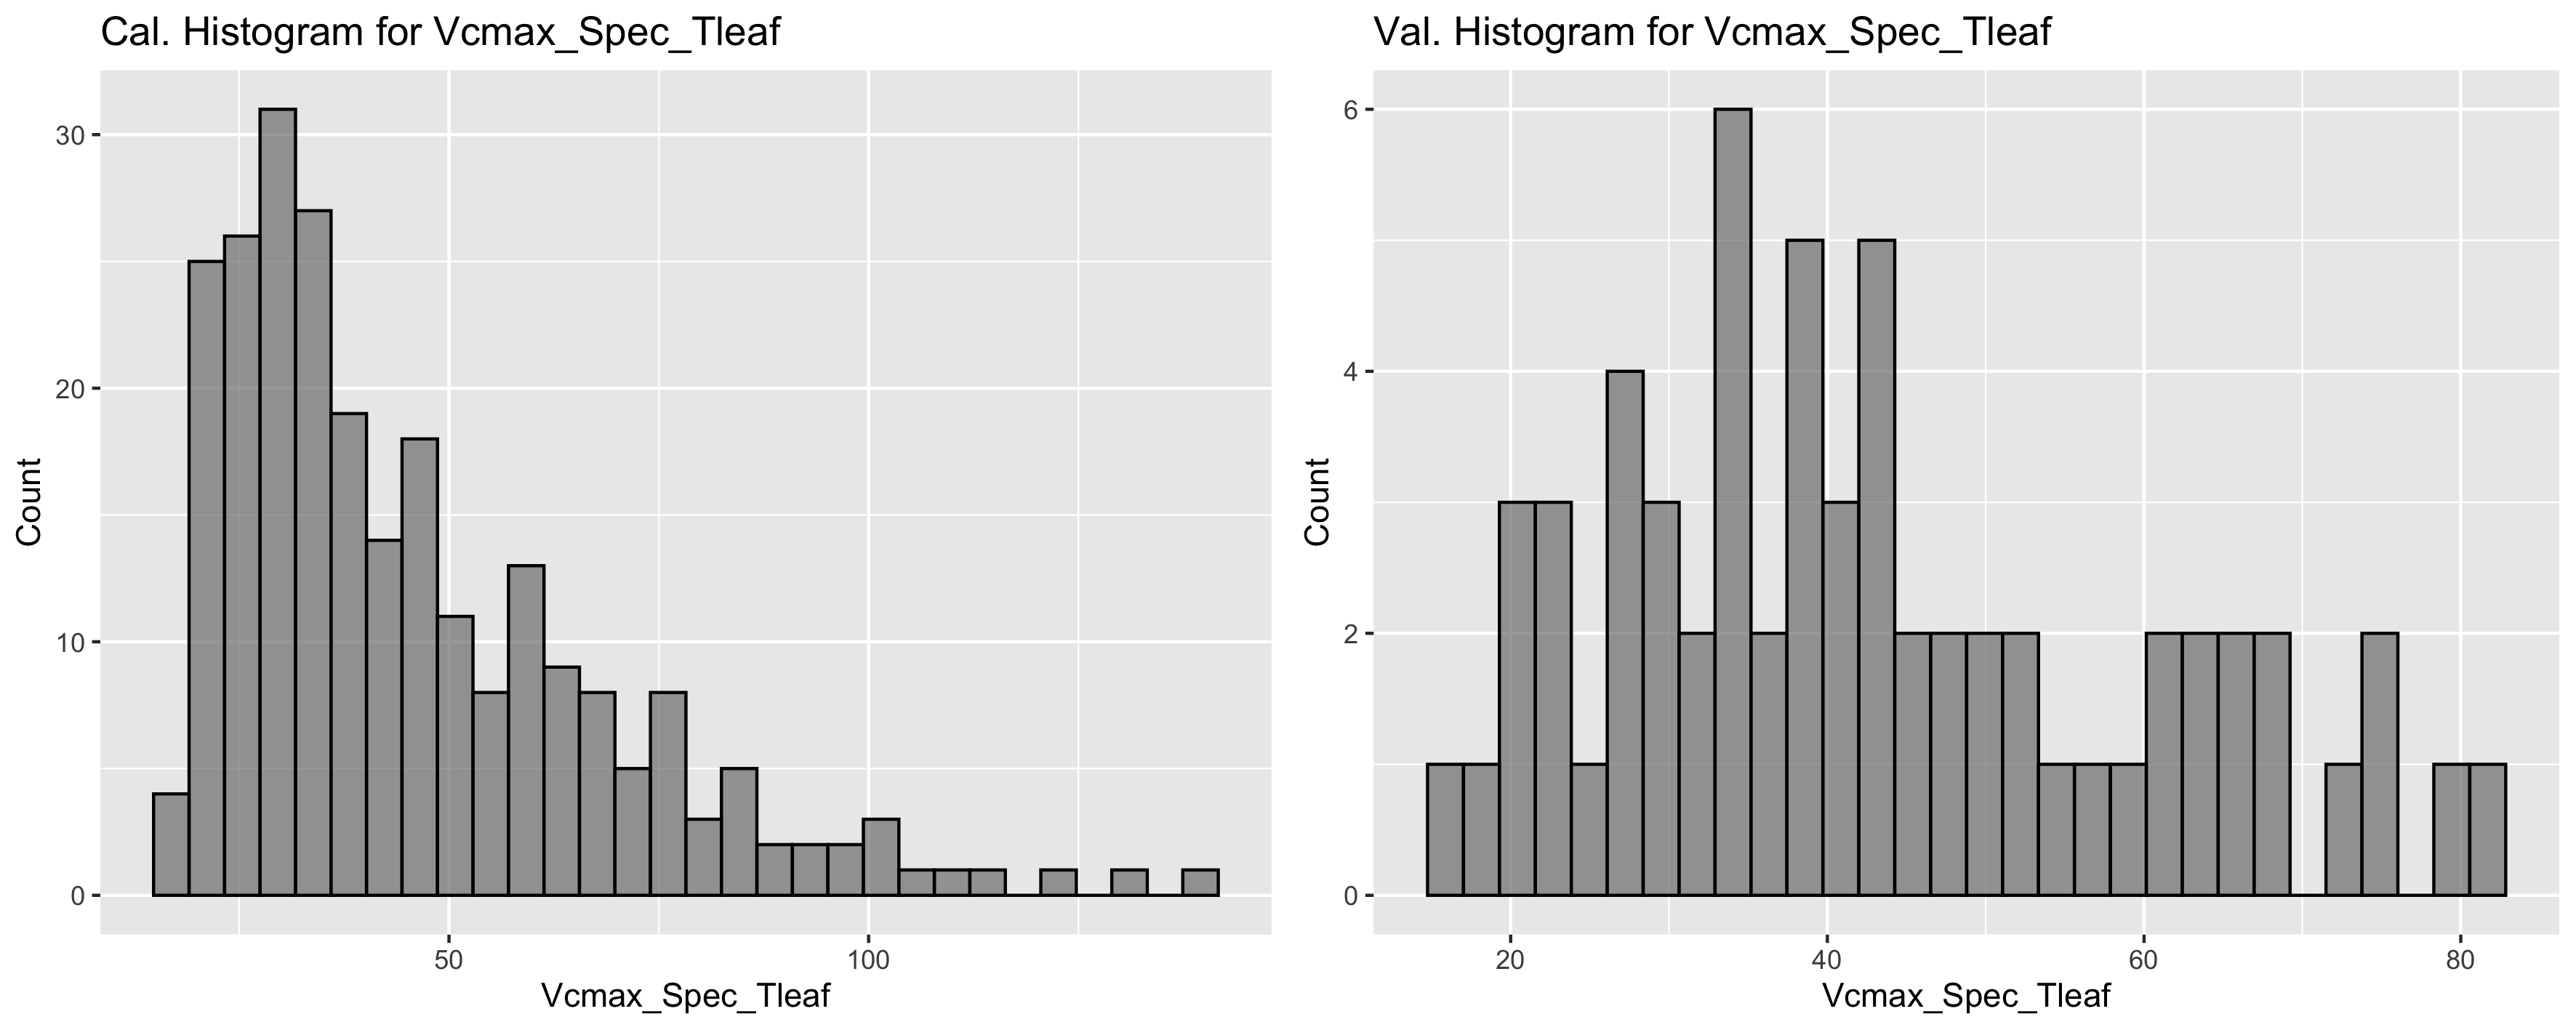 Cal. Histogram for Vcmax_Spec_Tleaf
30
20
10
0
Count
50
100
Vcmax_Spec_Tleaf
Val. Histogram for Vcmax_Spec_Tleaf
6
4
2
0
Count
20
40
60
80
Vcmax_Spec_Tleaf